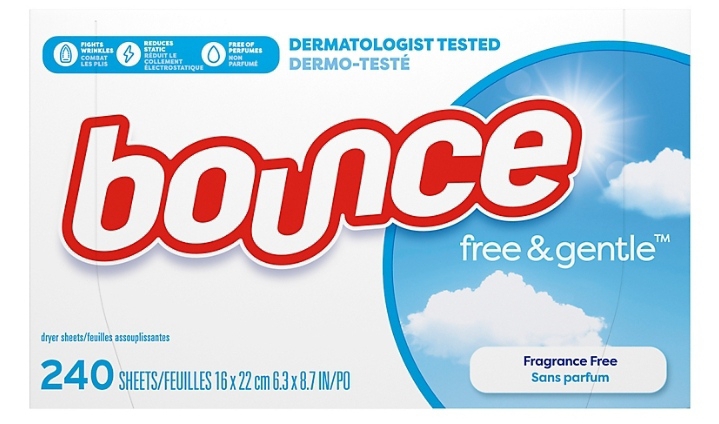 FIGHTS
WRINKLES
COMBAT
LES PLIS
REDUCES
STATIC
RÉDUIT LE
COLLEMENT
ÉLECTROSTATIQUE
FREE OF
PERFUMES
NON
PARFUMÉ
DERMATOLOGIST TESTED
DERMO-TESTÉ
bounce
free & gentle™
dryer sheets/feuilles assouplissantes
240 SHEETS/FEUILLES 16 x 22 cm 6.3 x 8.7 IN/PO
Fragrance Free
Sans parfum